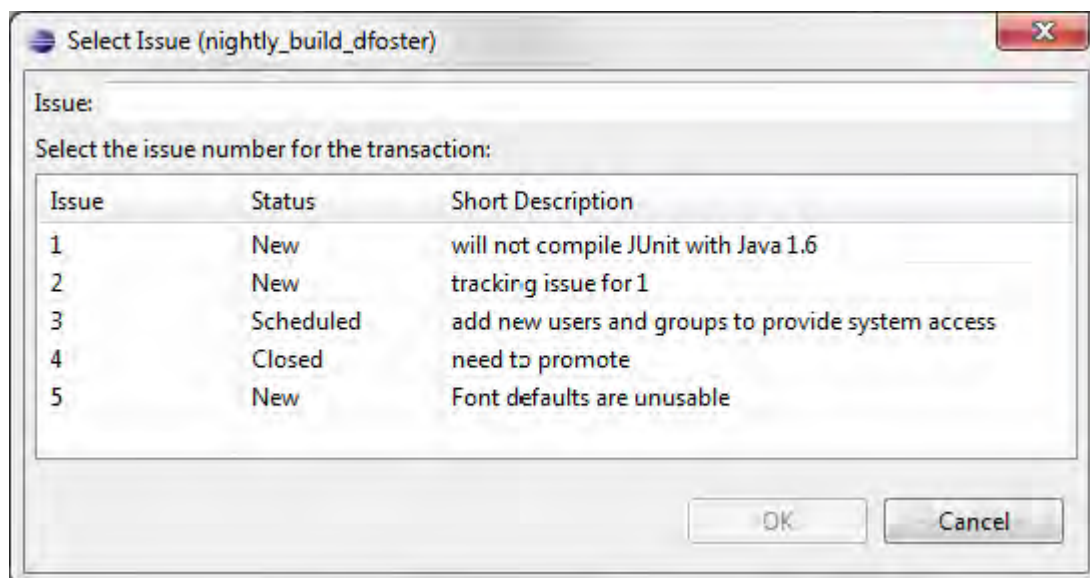 Select Issue (nightly_build_dfoster)
Issue:
Select the issue number for the transaction:
Issue Status Short Description
1 New will not compile JUnit with Java 1.6
2 New tracking issue for 1
3 Scheduled add new users and groups to provide system access
4 Closed need to promote
5 New Font defaults are unusable
OK Cancel